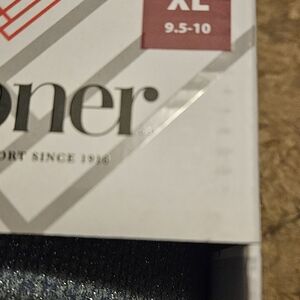 XL
9.5-10
oner
ORT SINCE 1916